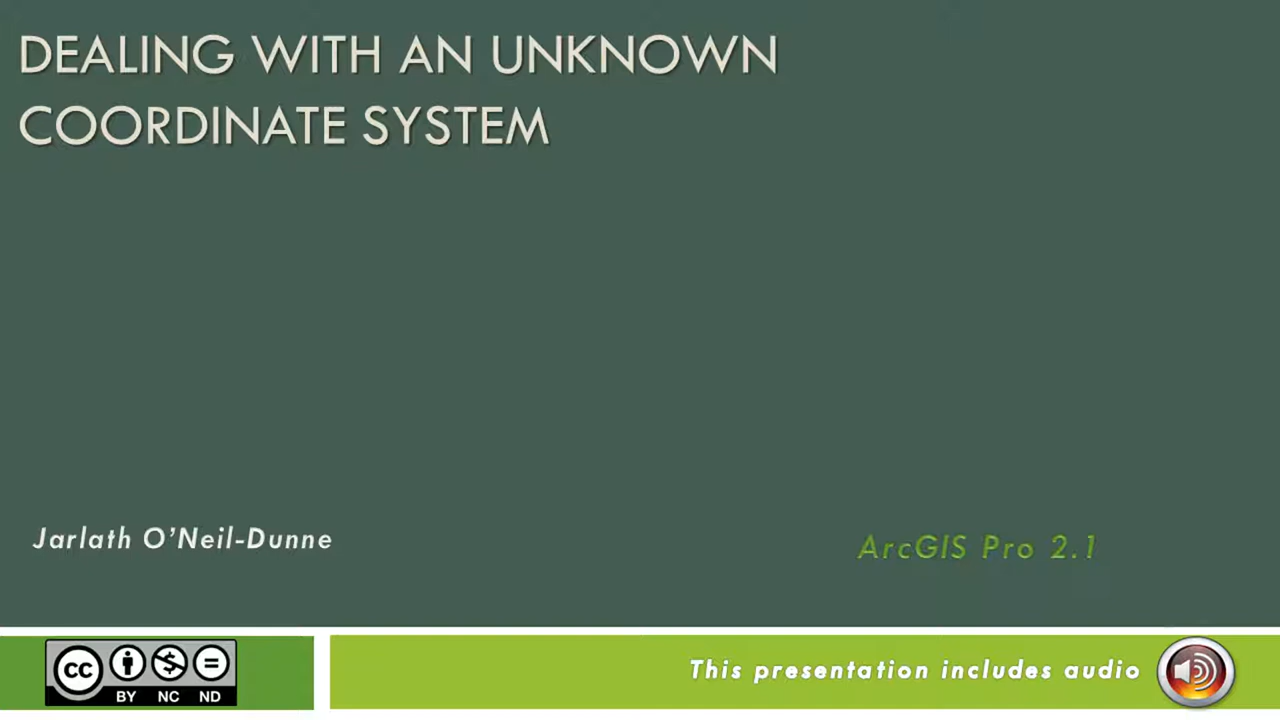 DEALING WITH AN UNKNOWN
COORDINATE SYSTEM
Jarlath O’Neil-Dunne
ArcGIS Pro 2.1
cc
BY NC ND
This presentation includes audio